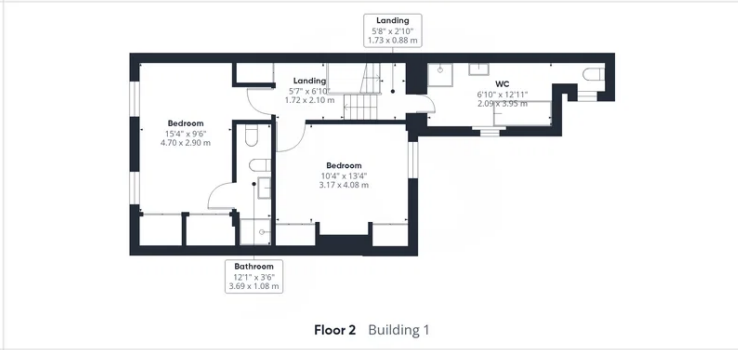 Landing
5'8" x 2'10"
1.73 x 0.88 m
Landing
5'7" x 6'10"
1.72 x 2.10 m
WC
6'10" x 12'11"
2.09 x 3.95 m
Bedroom
15'4" x 9'6"
4.70 x 2.90 m
Bedroom
10'4" x 13'4"
3.17 x 4.08 m
Bathroom
12'1" x 3'6"
3.69 x 1.08 m
Floor 2 Building 1